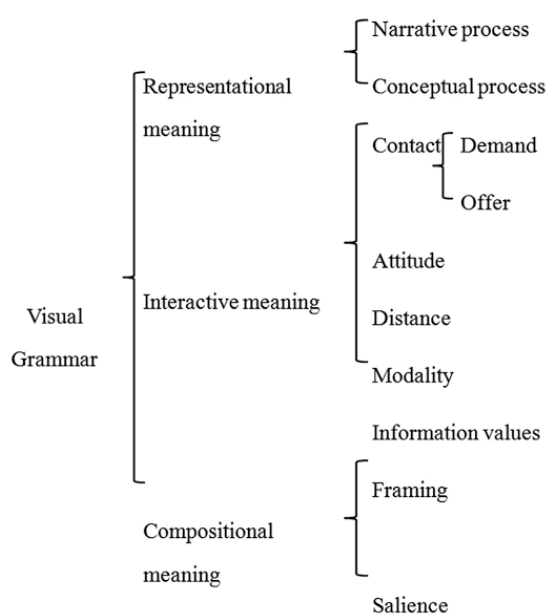 Visual
Grammar
Representational
meaning
Narrative process
Conceptual process
Interactive meaning
Contact
Demand
Offer
Attitude
Distance
Modality
Compositional
meaning
Information values
Framing
Salience